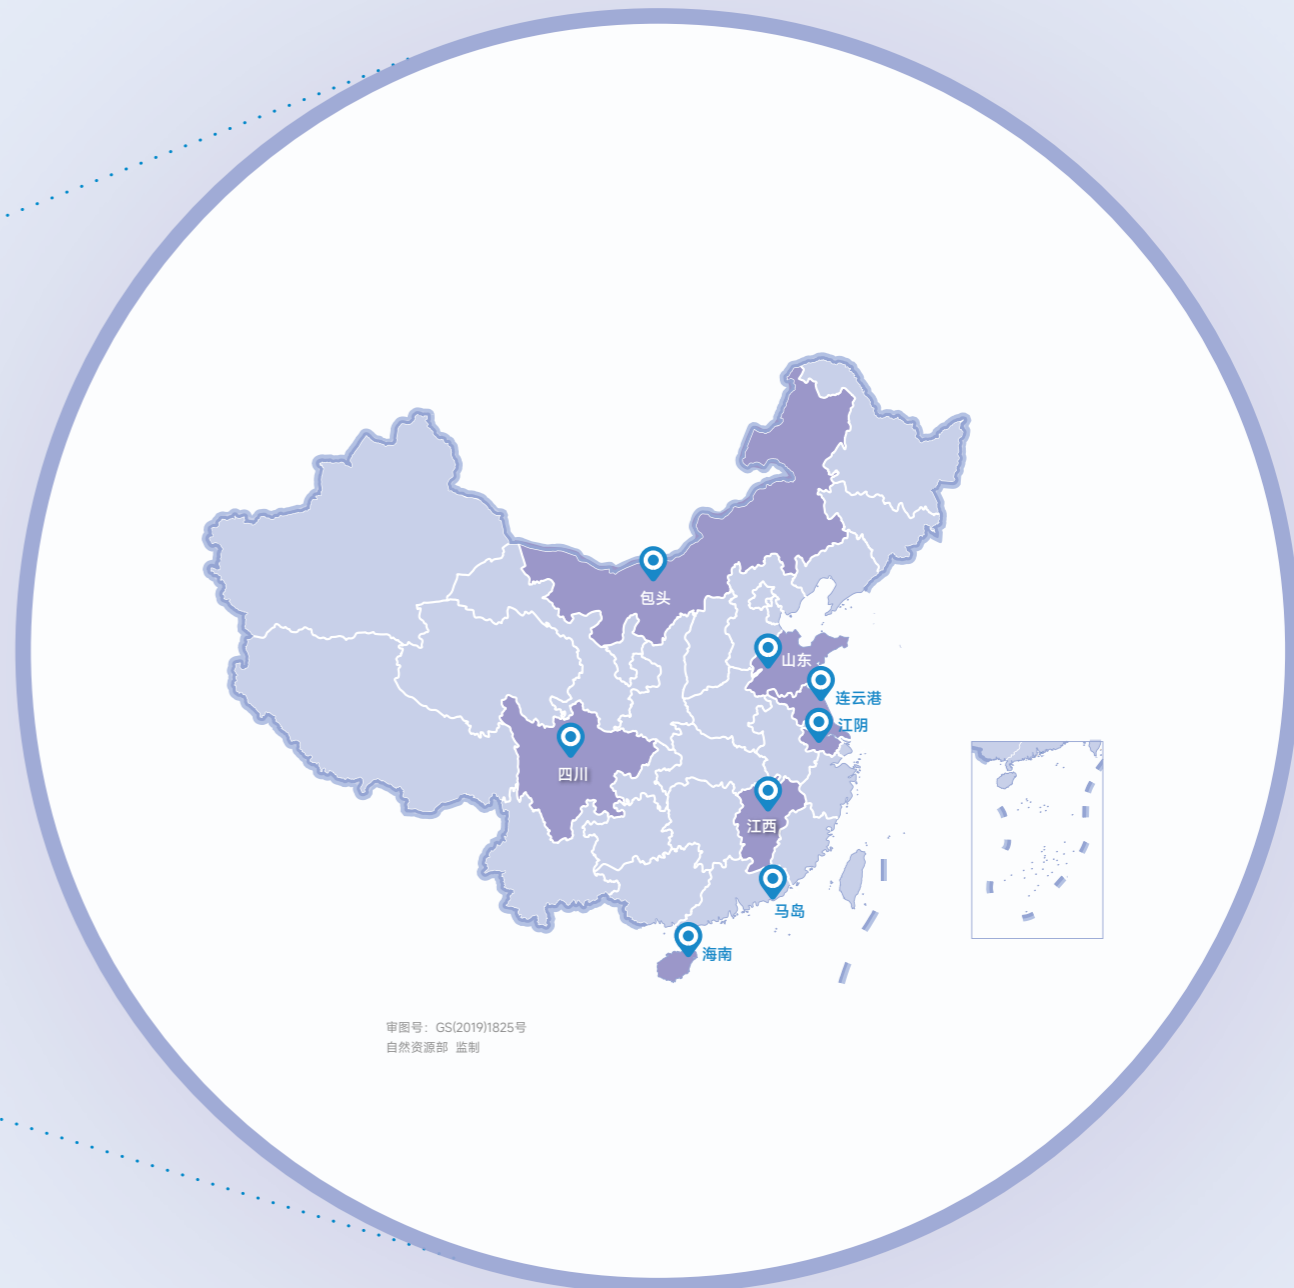 包头
山东
连云港
江阴
四川
江西
马岛
海南
审图号：GS(2019)1825号
自然资源部 监制